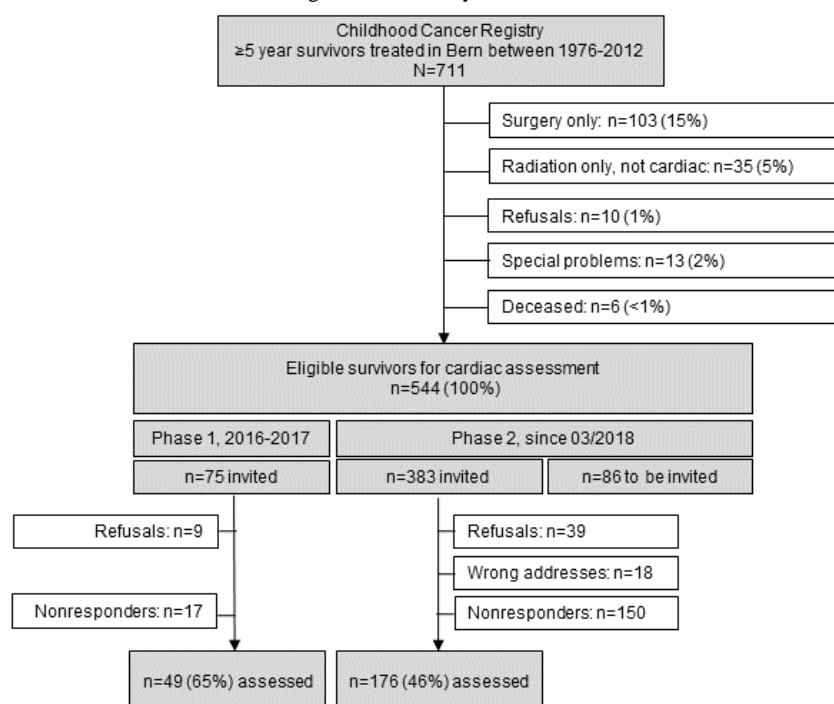 Childhood Cancer Registry
≥5 year survivors treated in Bern between 1976-2012
N=711
Surgery only: n=103 (15%)
Radiation only, not cardiac: n=35 (5%)
Refusals: n=10 (1%)
Special problems: n=13 (2%)
Deceased: n=6 (<1%)
Eligible survivors for cardiac assessment
n=544 (100%)
Phase 1, 2016-2017
Phase 2, since 03/2018
n=75 invited
n=383 invited
n=86 to be invited
Refusals: n=9
Refusals: n=39
Wrong addresses: n=18
Nonresponders: n=17
Nonresponders: n=150
n=49 (65%) assessed
n=176 (46%) assessed